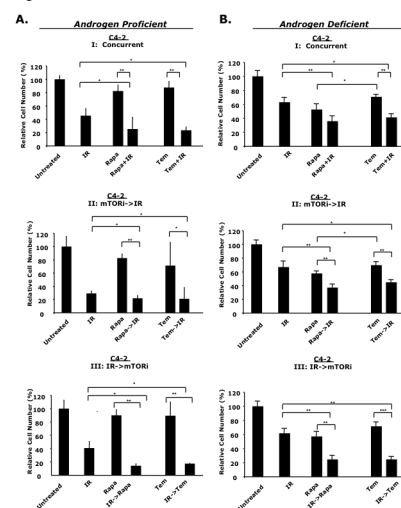 A.
Androgen Proficient
C4-2
I: Concurrent
Relative Cell Number (%)
120
100
80
60
40
20
0
*
*
**
**
Untreated
IR
Rapa
Rapa+IR
Tem
Tem+IR
C4-2
II: mTORi->IR
Relative Cell Number (%)
120
100
80
60
40
20
0
*
*
**
*
Untreated
IR
Rapa
Rapa->IR
Tem
Tem->IR
C4-2
III: IR->mTORi
Relative Cell Number (%)
120
100
80
60
40
20
0
*
*
**
**
Untreated
IR
Rapa
IR->Rapa
Tem
IR->Tem
B.
Androgen Deficient
C4-2
I: Concurrent
Relative Cell Number (%)
120
100
80
60
40
20
0
*
**
**
*
Untreated
IR
Rapa
Rapa+IR
Tem
Tem+IR
C4-2
II: mTORi->IR
Relative Cell Number (%)
120
100
80
60
40
20
0
*
*
**
**
**
Untreated
IR
Rapa
Rapa->IR
Tem
Tem->IR
C4-2
III: IR->mTORi
Relative Cell Number (%)
120
100
80
60
40
20
0
**
**
***
**
Untreated
IR
Rapa
IR->Rapa
Tem
IR->Tem